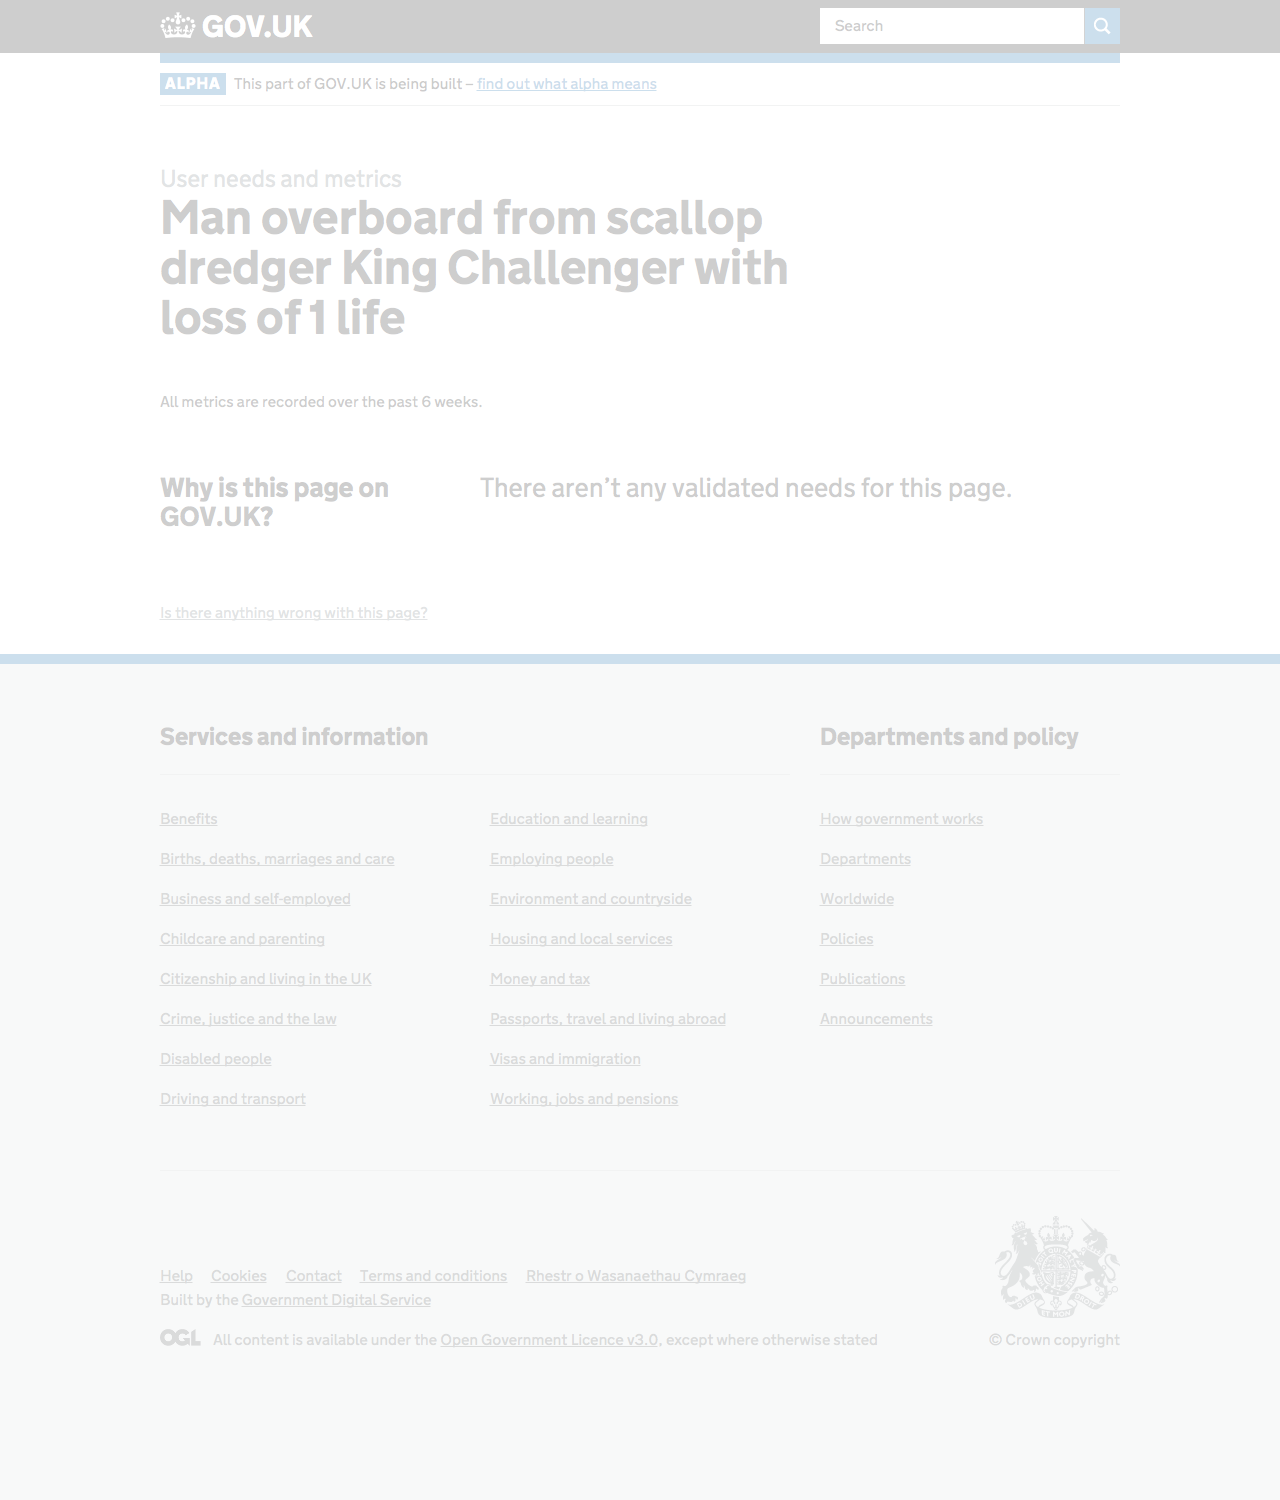 GOV.UK
Search
ALPHA This part of GOV.UK is being built – find out what alpha means
User needs and metrics
Man overboard from scallop
dredger King Challenger with
loss of 1 life
All metrics are recorded over the past 6 weeks.
Why is this page on
GOV.UK?
There aren't any validated needs for this page.
Is there anything wrong with this page?
Services and information
Benefits
Births, deaths, marriages and care
Business and self-employed
Childcare and parenting
Citizenship and living in the UK
Crime, justice and the law
Disabled people
Driving and transport
Education and learning
Employing people
Environment and countryside
Housing and local services
Money and tax
Passports, travel and living abroad
Visas and immigration
Working, jobs and pensions
Departments and policy
How government works
Departments
Worldwide
Policies
Publications
Announcements
Help Cookies Contact Terms and conditions Rhestr o Wasanaethau Cymraeg
Built by the Government Digital Service
OGL All content is available under the Open Government Licence v3.0, except where otherwise stated
© Crown copyright